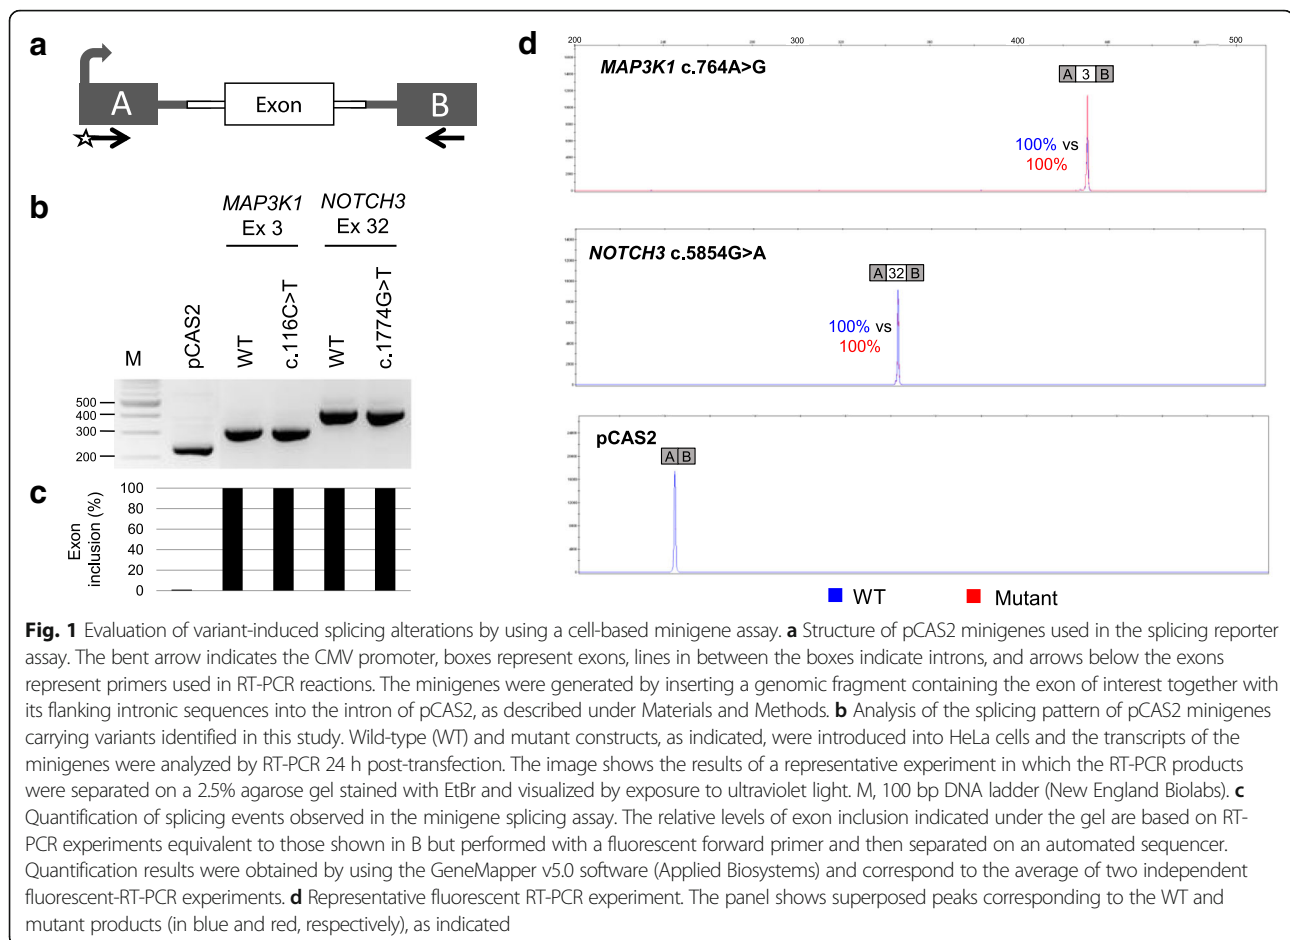 a
A
Exon
B
b
MAP3K1
Ex 3
NOTCH3
Ex 32
M
pCAS2
WT
c.116C>T
WT
c.1774G>T
500
400
300
200
c
Exon
inclusion (%)
100
80
60
40
20
0
d
200
300
400
500
MAP3K1 c.764A>G
A 3 B
100% vs
100%
NOTCH3 c.5854G>A
A 32 B
100% vs
100%
pCAS2
A B
WT
Mutant
Fig. 1 Evaluation of variant-induced splicing alterations by using a cell-based minigene assay. a Structure of pCAS2 minigenes used in the splicing reporter
assay. The bent arrow indicates the CMV promoter, boxes represent exons, lines in between the boxes indicate introns, and arrows below the exons
represent primers used in RT-PCR reactions. The minigenes were generated by inserting a genomic fragment containing the exon of interest together with
its flanking intronic sequences into the intron of pCAS2, as described under Materials and Methods. b Analysis of the splicing pattern of pCAS2 minigenes
carrying variants identified in this study. Wild-type (WT) and mutant constructs, as indicated, were introduced into HeLa cells and the transcripts of the
minigenes were analyzed by RT-PCR 24 h post-transfection. The image shows the results of a representative experiment in which the RT-PCR products
were separated on a 2.5% agarose gel stained with EtBr and visualized by exposure to ultraviolet light. M, 100 bp DNA ladder (New England Biolabs). c
Quantification of splicing events observed in the minigene splicing assay. The relative levels of exon inclusion indicated under the gel are based on RT-
PCR experiments equivalent to those shown in B but performed with a fluorescent forward primer and then separated on an automated sequencer.
Quantification results were obtained by using the GeneMapper v5.0 software (Applied Biosystems) and correspond to the average of two independent
fluorescent-RT-PCR experiments. d Representative fluorescent RT-PCR experiment. The panel shows superposed peaks corresponding to the WT and
mutant products (in blue and red, respectively), as indicated